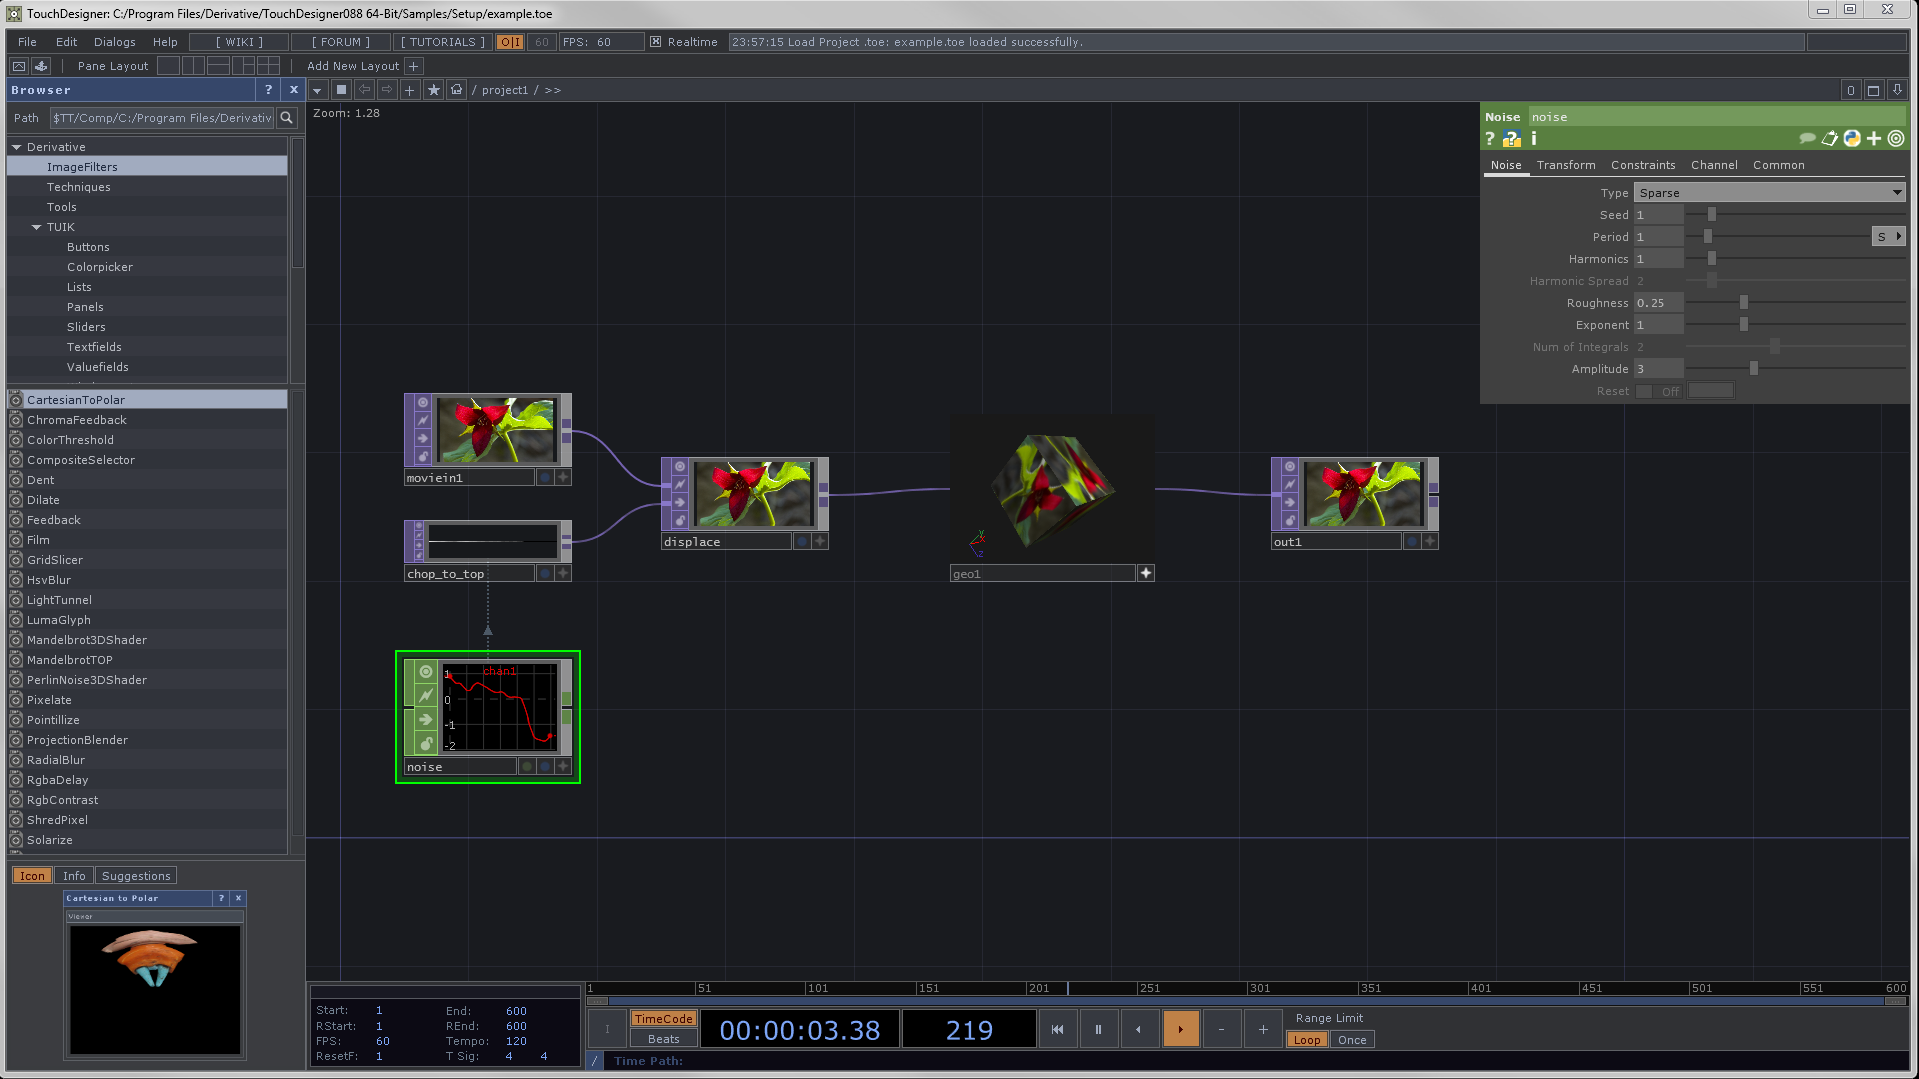 TouchDesigner: C:/Program Files/Derivative/TouchDesigner088 64-Bit/Samples/Setup/example.toe
File Edit Dialogs Help [ WIKI ] [ FORUM ] [ TUTORIALS ] O|I 60 FPS: 60 Realtime 23:57:15 Load Project .toe: example.toe loaded successfully.
Pane Layout Add New Layout +
Browser ? x
/ project1 / >> 0
Path $TT/Comp/C:/Program Files/Derivativ
Zoom: 1.28
Derivative
ImageFilters
Techniques
Tools
TUIK
Buttons
Colorpicker
Lists
Panels
Sliders
Textfields
Valuefields
CartesianToPolar
ChromaFeedback
ColorThreshold
CompositeSelector
Dent
Dilate
Feedback
Film
GridSlicer
HsvBlur
LightTunnel
LumaGlyph
Mandelbrot3DShader
MandelbrotTOP
PerlinNoise3DShader
Pixelate
Pointillize
ProjectionBlender
RadialBlur
RgbaDelay
RgbContrast
ShredPixel
Solarize
Icon Info Suggestions
Cartesian to Polar ? x
Viewer
moviein1
chop_to_top
displace
geo1
out1
chan1
1
0
-1
-2
noise
Noise noise
? ? i
Noise Transform Constraints Channel Common
Type Sparse
Seed 1
Period 1 S
Harmonics 1
Harmonic Spread 2
Roughness 0.25
Exponent 1
Num of Integrals 2
Amplitude 3
Reset Off
1 51 101 151 201 251 301 351 401 451 501 551 600
Start: 1 End: 600
RStart: 1 REnd: 600
FPS: 60 Tempo: 120
ResetF: 1 T Sig: 4 4
I TimeCode Beats 00:00:03.38 219 - + Range Limit
Loop Once
/ Time Path: